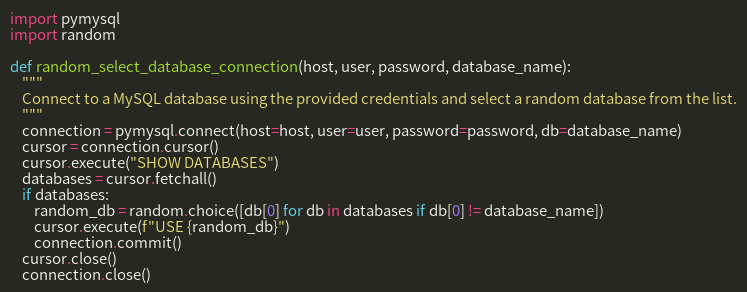 import pymysql
import random

def random_select_database_connection(host, user, password, database_name):
    """
    Connect to a MySQL database using the provided credentials and select a random database from the list.
    """
    connection = pymysql.connect(host=host, user=user, password=password, db=database_name)
    cursor = connection.cursor()
    cursor.execute("SHOW DATABASES")
    databases = cursor.fetchall()
    if databases:
        random_db = random.choice([db[0] for db in databases if db[0] != database_name])
        cursor.execute(f"USE {random_db}")
        connection.commit()
    cursor.close()
    connection.close()